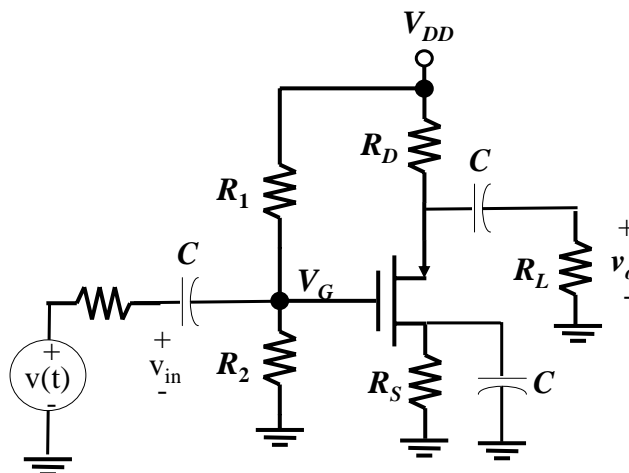 V_DD
R_D
C
R_1
C
V_G
+
R_L
v_o
-
+
v_in
-
R_2
+
v(t)
-
R_S
C